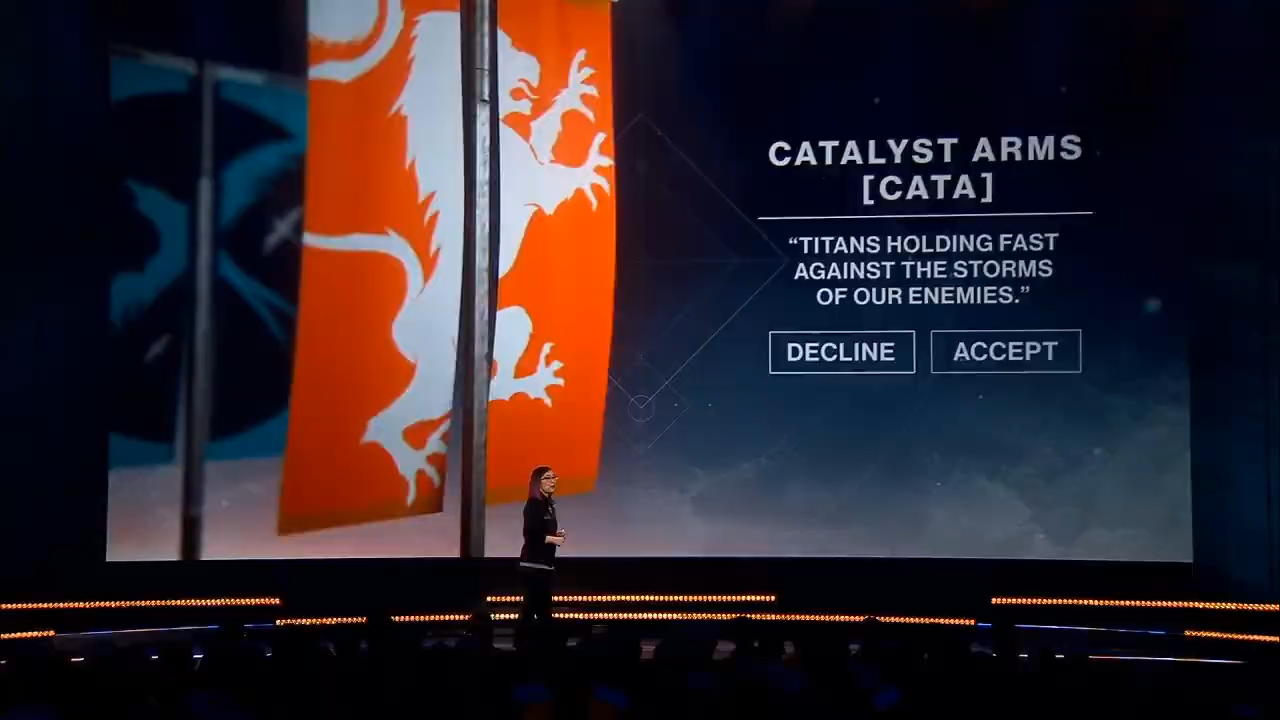 CATALYST ARMS
[CATA]
“TITANS HOLDING FAST
AGAINST THE STORMS
OF OUR ENEMIES.”
DECLINE
ACCEPT